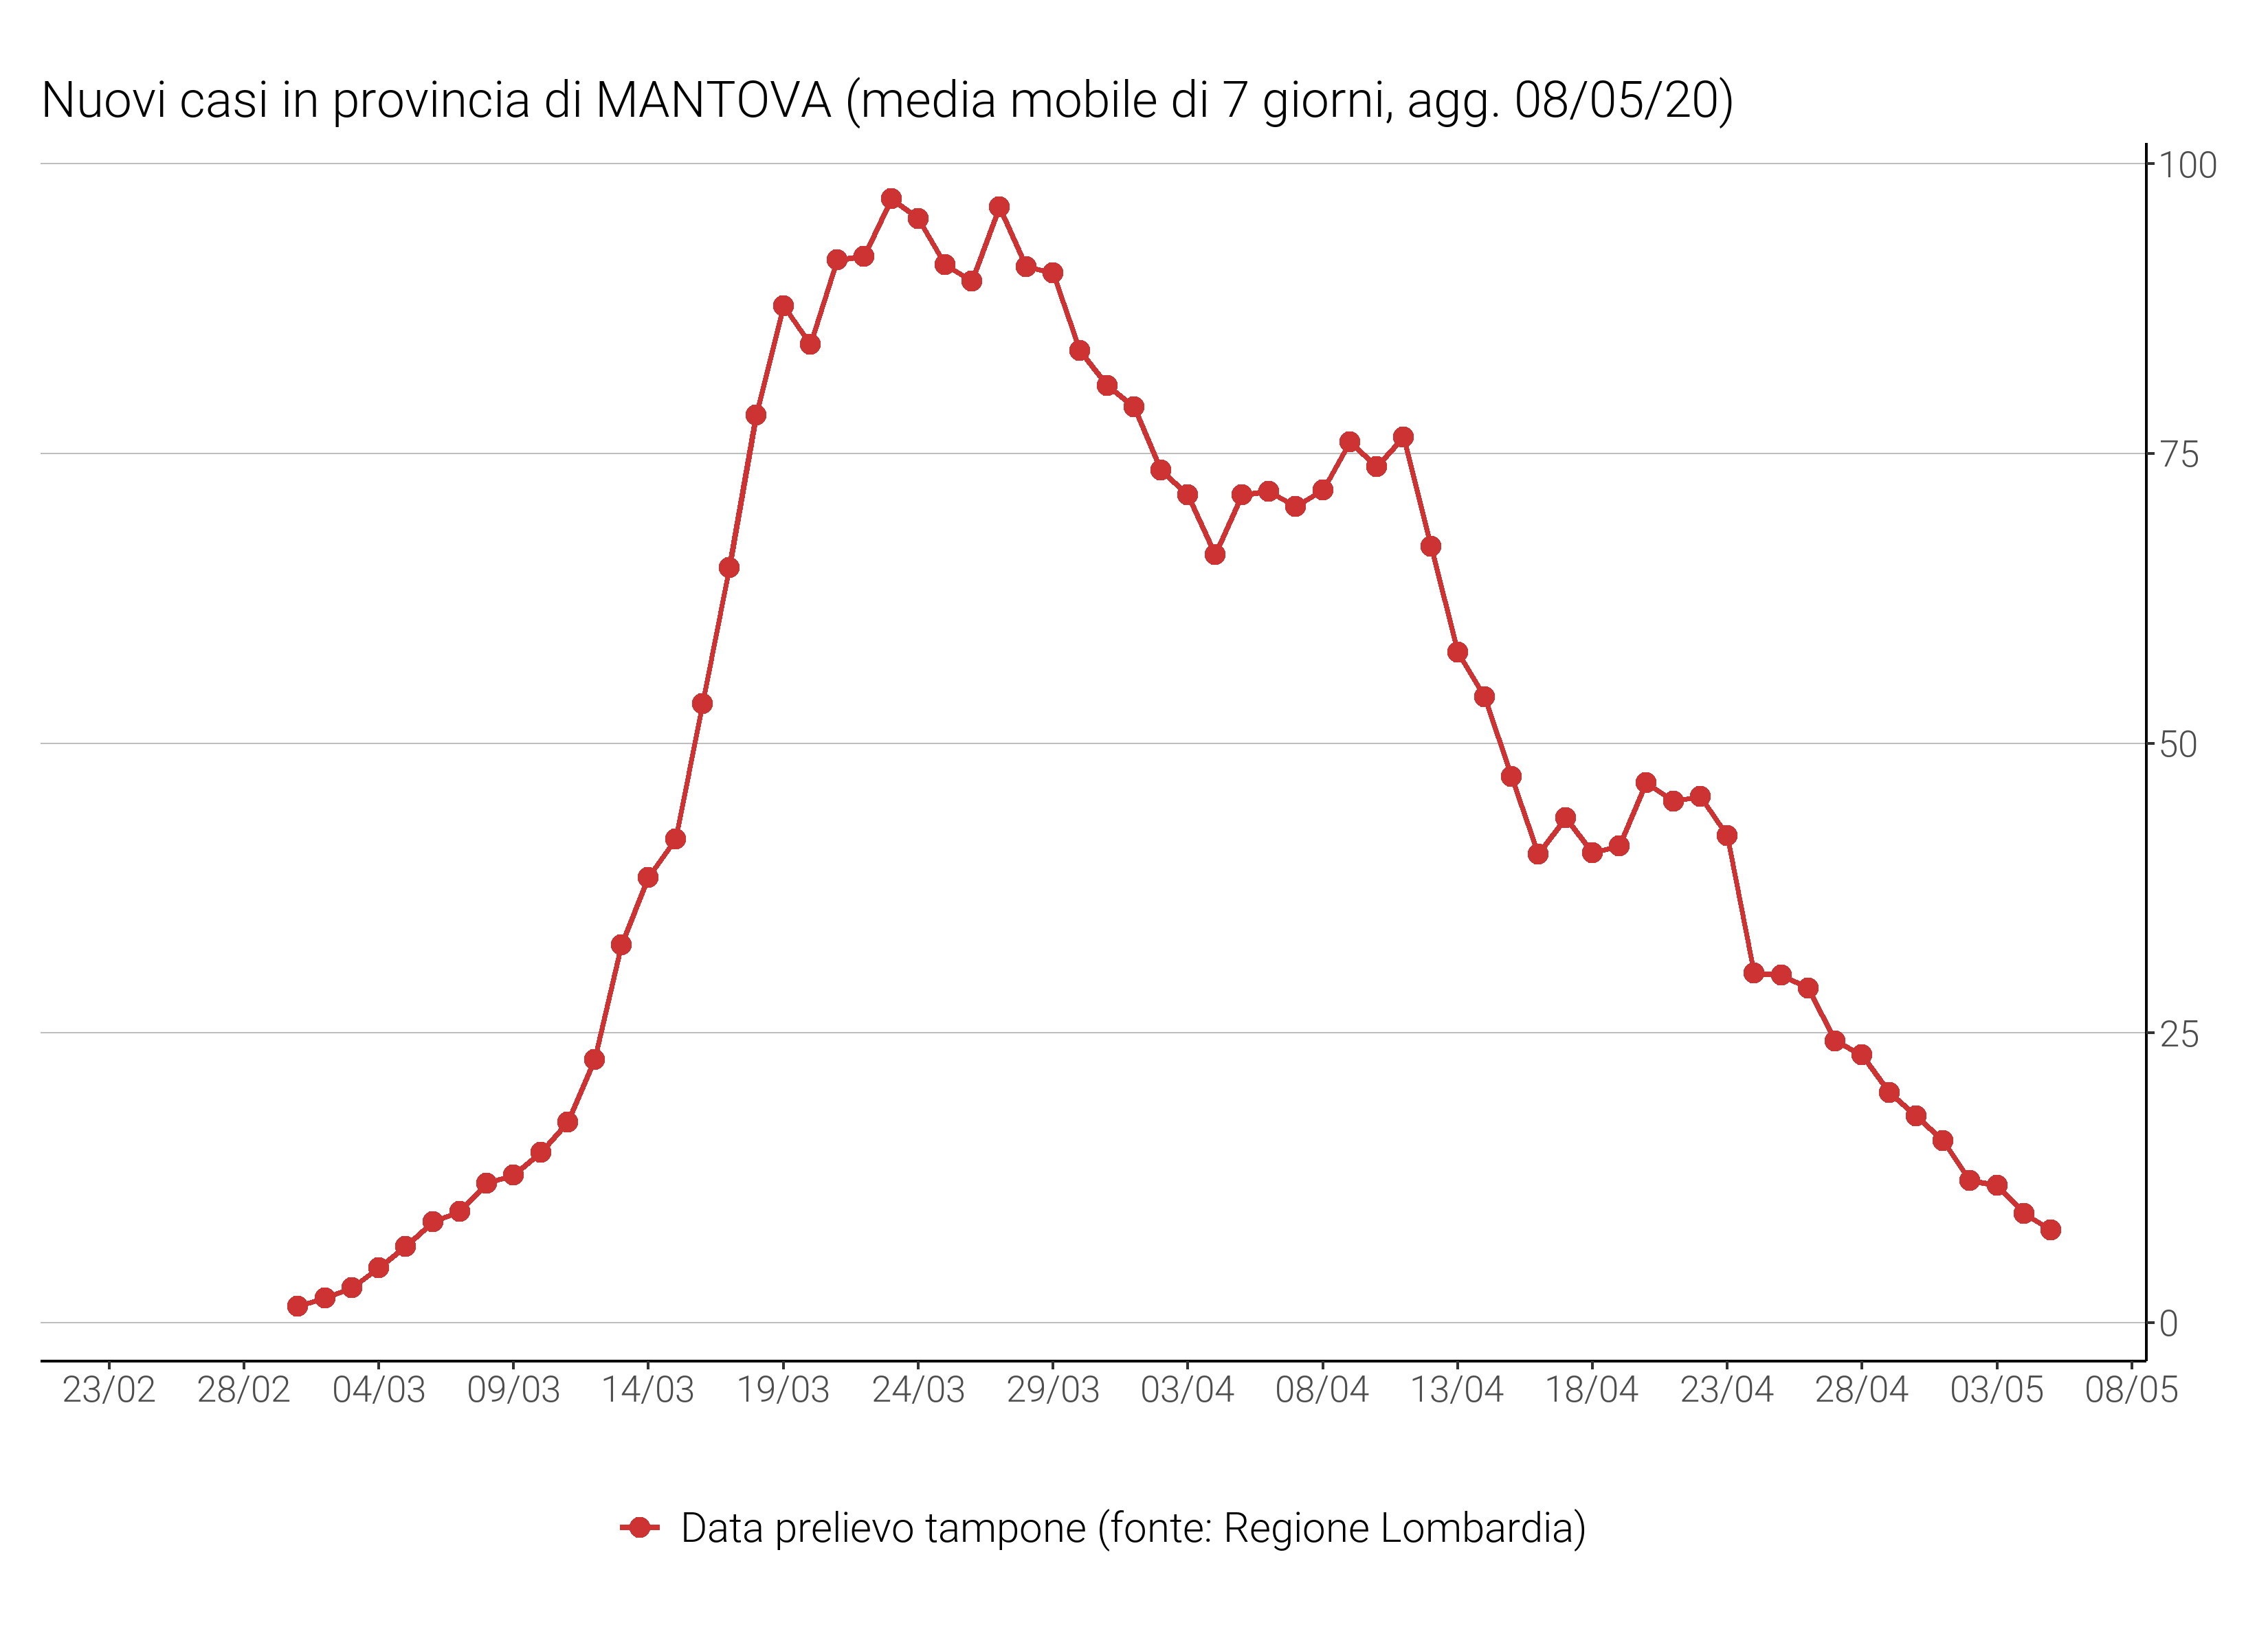 Nuovi casi in provincia di MANTOVA (media mobile di 7 giorni, agg. 08/05/20)
100
75
50
25
0
23/02 28/02 04/03 09/03 14/03 19/03 24/03 29/03 03/04 08/04 13/04 18/04 23/04 28/04 03/05 08/05
Data prelievo tampone (fonte: Regione Lombardia)